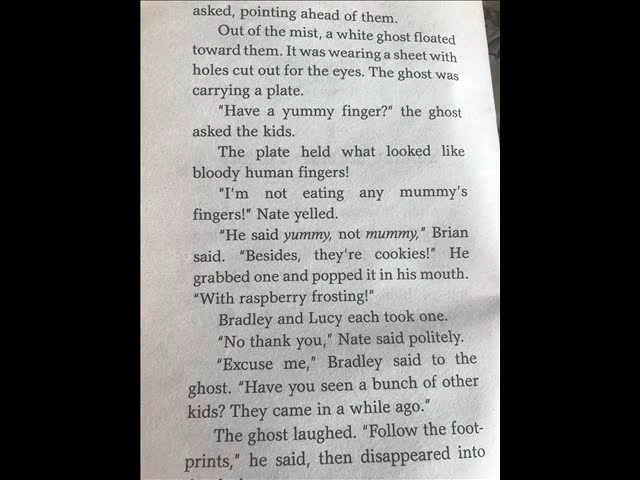 asked, pointing ahead of them.
Out of the mist, a white ghost floated
toward them. It was wearing a sheet with
holes cut out for the eyes. The ghost was
carrying a plate.
"Have a yummy finger?" the ghost
asked the kids.
The plate held what looked like
bloody human fingers!
"I'm not eating any mummy's
fingers!" Nate yelled.
"He said yummy, not mummy," Brian
said. "Besides, they're cookies!" He
grabbed one and popped it in his mouth.
"With raspberry frosting!"
Bradley and Lucy each took one.
"No thank you," Nate said politely.
"Excuse me," Bradley said to the
ghost. "Have you seen a bunch of other
kids? They came in a while ago."
The ghost laughed. "Follow the foot-
prints," he said, then disappeared into